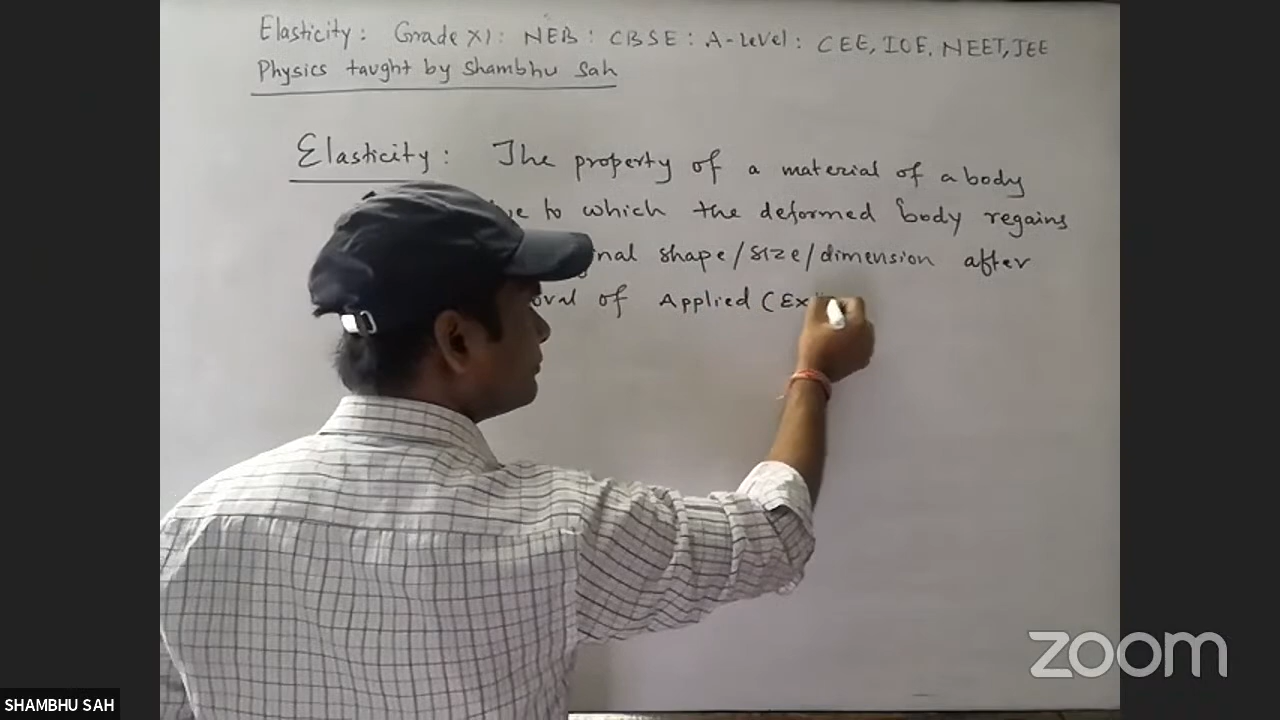 Elasticity: Grade XI: NEB: CBSE: A-Level: CEE, IOE, NEET, JEE
Physics taught by Shambhu Sah
Elasticity: The property of a material of a body
to which the deformed body regains
shape/size/dimension after
of Applied (Ex
zoom
SHAMBHU SAH